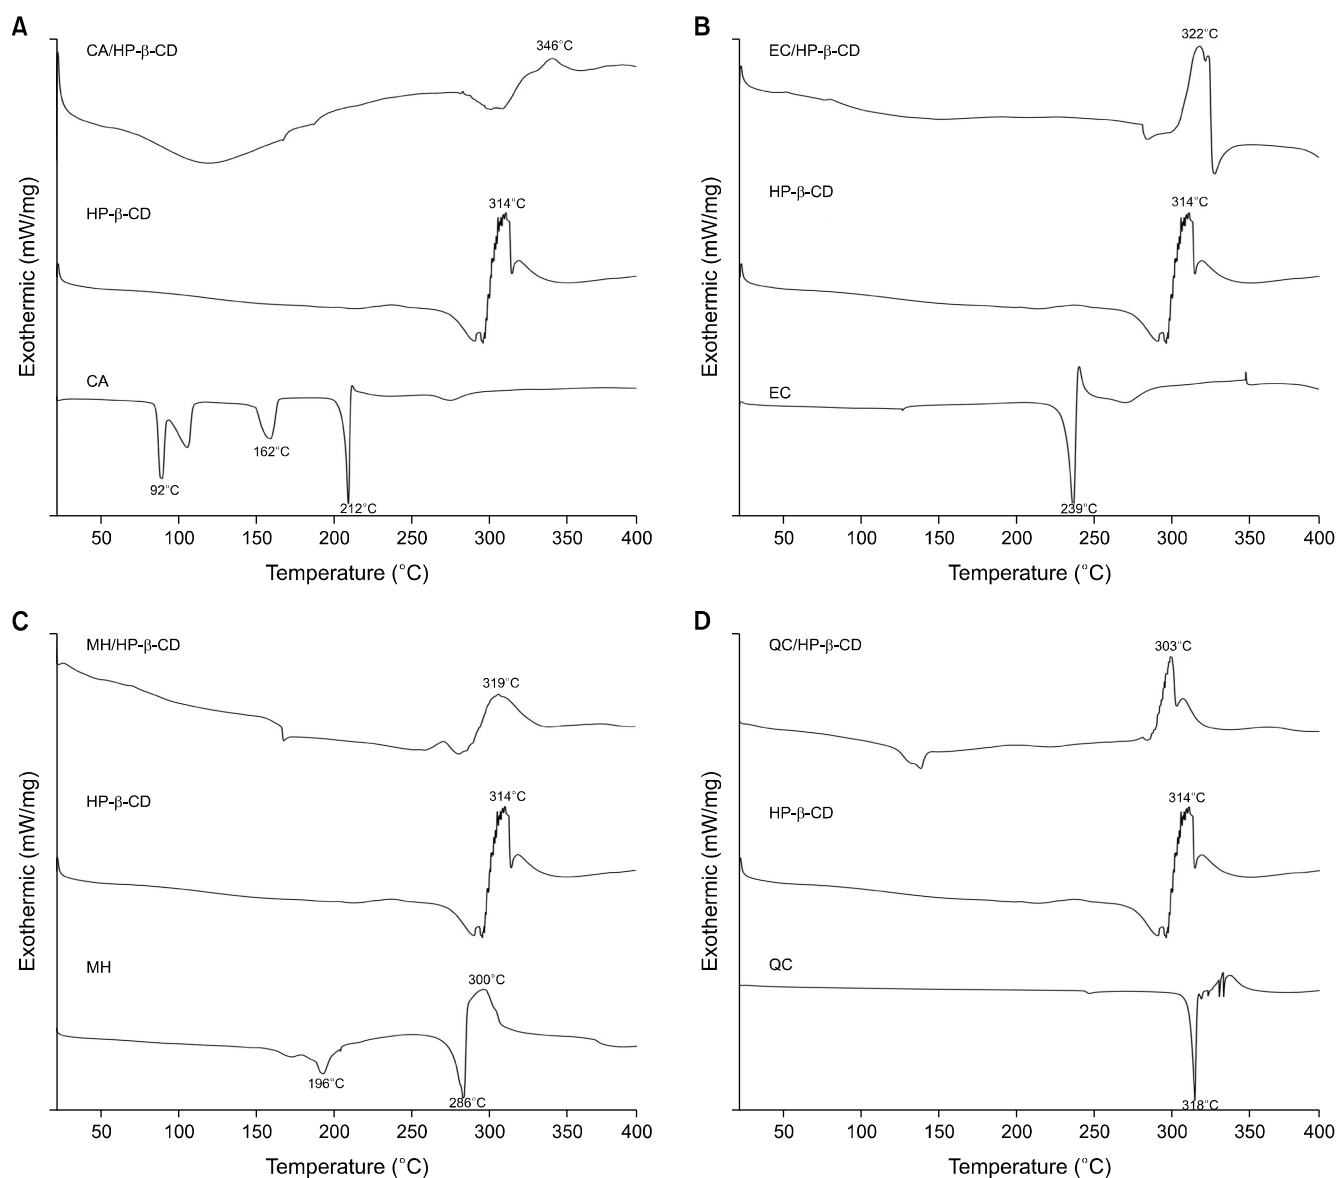 A
CA/HP-β-CD
346°C
HP-β-CD
314°C
CA
92°C
162°C
212°C
Exothermic (mW/mg)
50 100 150 200 250 300 350 400
Temperature (°C)
B
EC/HP-β-CD
322°C
HP-β-CD
314°C
EC
239°C
Exothermic (mW/mg)
50 100 150 200 250 300 350 400
Temperature (°C)
C
MH/HP-β-CD
319°C
HP-β-CD
314°C
MH
300°C
196°C
286°C
Exothermic (mW/mg)
50 100 150 200 250 300 350 400
Temperature (°C)
D
QC/HP-β-CD
303°C
HP-β-CD
314°C
QC
318°C
Exothermic (mW/mg)
50 100 150 200 250 300 350 400
Temperature (°C)